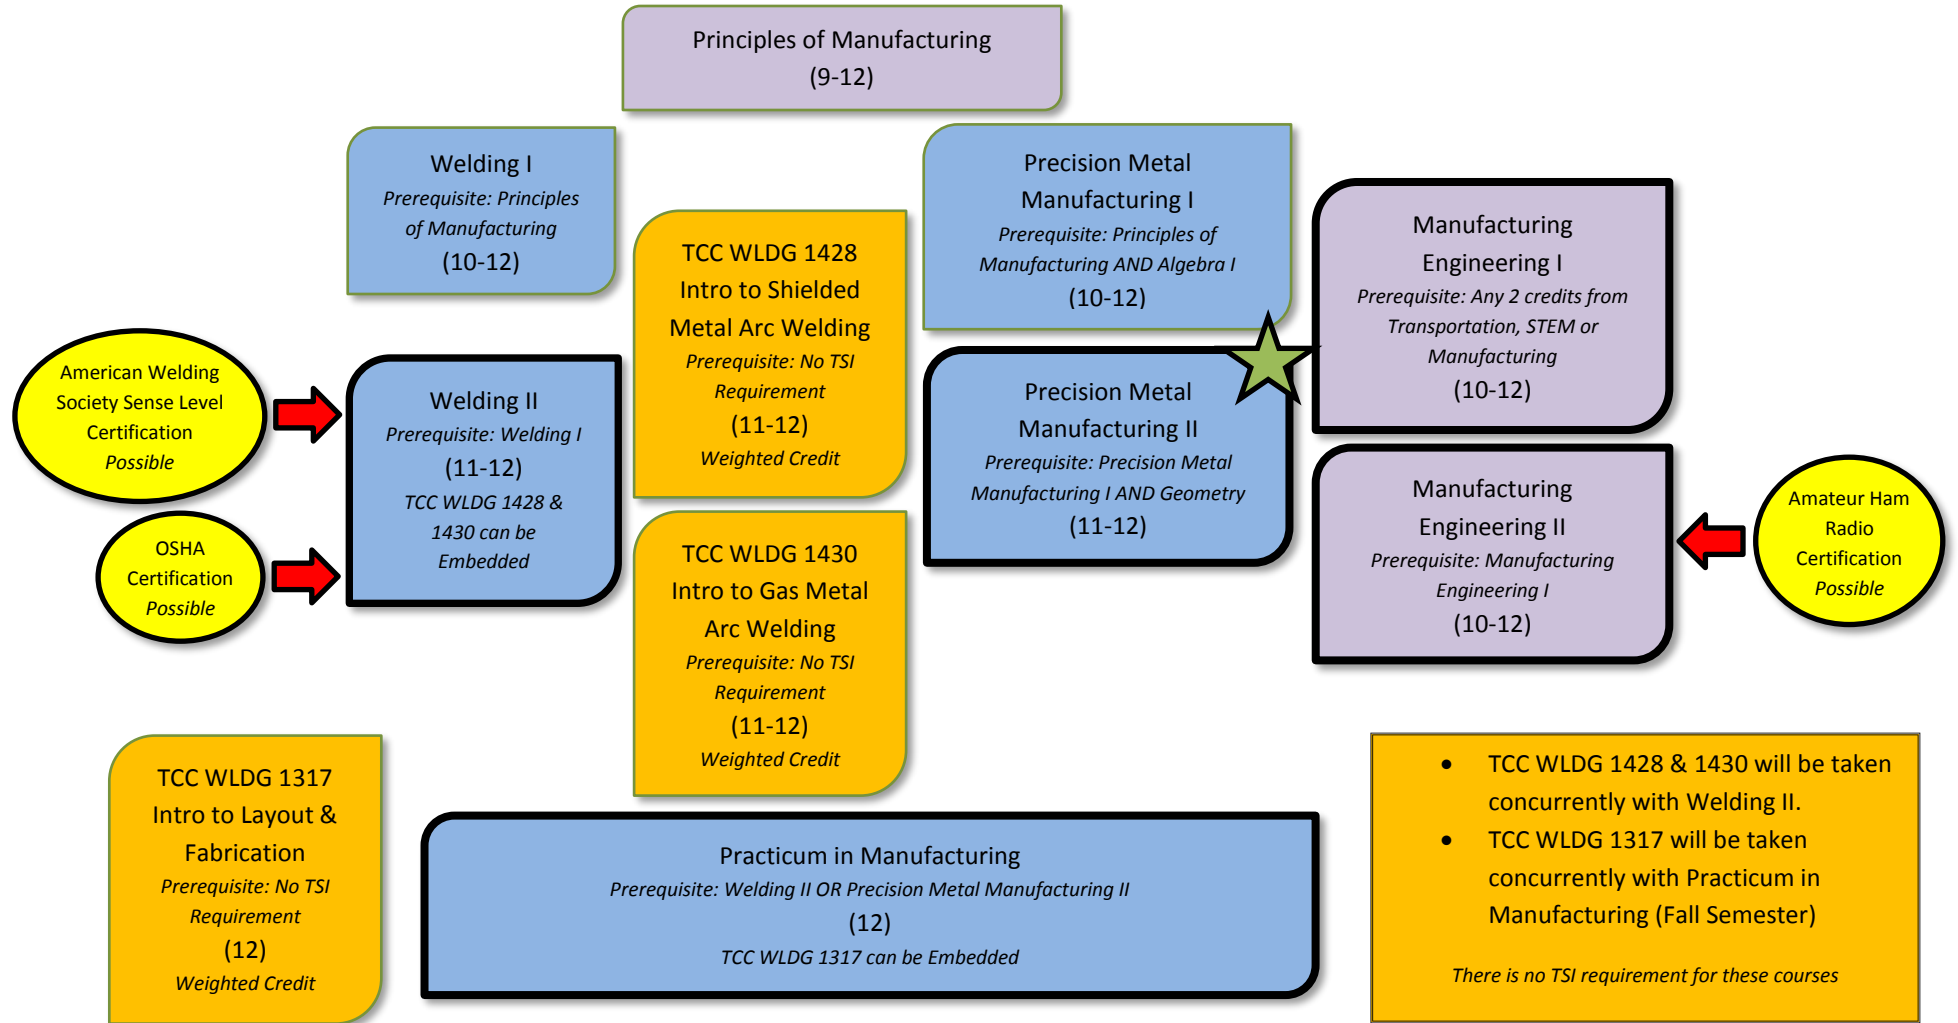 Principles of Manufacturing
(9-12)
Welding I
Prerequisite: Principles
of Manufacturing
(10-12)
TCC WLDG 1428
Intro to Shielded
Metal Arc Welding
Prerequisite: No TSI
Requirement
(11-12)
Weighted Credit
Precision Metal
Manufacturing I
Prerequisite: Principles of
Manufacturing AND Algebra I
(10-12)
Manufacturing
Engineering I
Prerequisite: Any 2 credits from
Transportation, STEM or
Manufacturing
(10-12)
American Welding
Society Sense Level
Certification
Possible
OSHA
Certification
Possible
Welding II
Prerequisite: Welding I
(11-12)
TCC WLDG 1428 &
1430 can be
Embedded
TCC WLDG 1430
Intro to Gas Metal
Arc Welding
Prerequisite: No TSI
Requirement
(11-12)
Weighted Credit
Precision Metal
Manufacturing II
Prerequisite: Precision Metal
Manufacturing I AND Geometry
(11-12)
Manufacturing
Engineering II
Prerequisite: Manufacturing
Engineering I
(10-12)
Amateur Ham
Radio
Certification
Possible
TCC WLDG 1317
Intro to Layout &
Fabrication
Prerequisite: No TSI
Requirement
(12)
Weighted Credit
Practicum in Manufacturing
Prerequisite: Welding II OR Precision Metal Manufacturing II
(12)
TCC WLDG 1317 can be Embedded
• TCC WLDG 1428 & 1430 will be taken
concurrently with Welding II.
• TCC WLDG 1317 will be taken
concurrently with Practicum in
Manufacturing (Fall Semester)
There is no TSI requirement for these courses